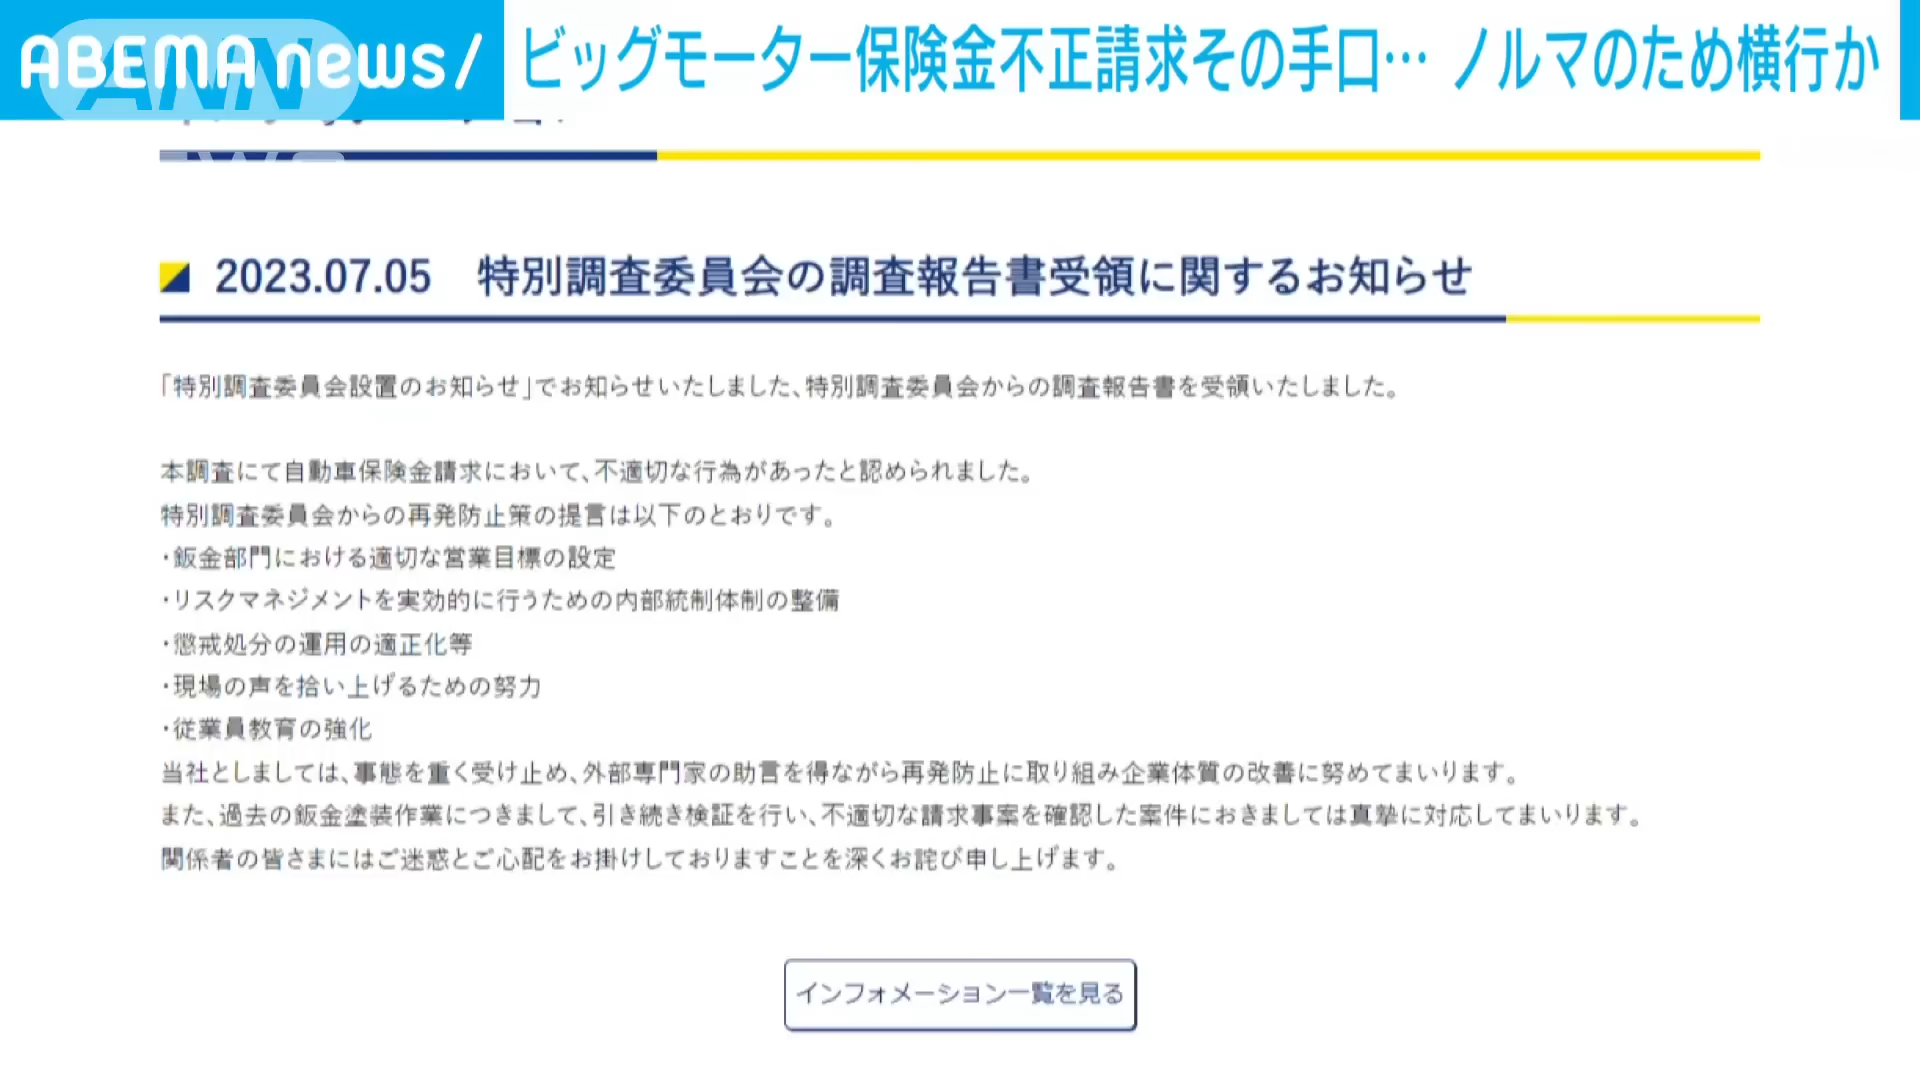 ABEMA news/
ANN
NEWS
ビッグモーター保険金不正請求その手口… ノルマのため横行か
2023.07.05　特別調査委員会の調査報告書受領に関するお知らせ
「特別調査委員会設置のお知らせ」でお知らせいたしました、特別調査委員会からの調査報告書を受領いたしました。
本調査にて自動車保険金請求において、不適切な行為があったと認められました。
特別調査委員会からの再発防止策の提言は以下のとおりです。
・鈑金部門における適切な営業目標の設定
・リスクマネジメントを実効的に行うための内部統制体制の整備
・懲戒処分の運用の適正化等
・現場の声を拾い上げるための努力
・従業員教育の強化
当社としましては、事態を重く受け止め、外部専門家の助言を得ながら再発防止に取り組み企業体質の改善に努めてまいります。
また、過去の鈑金塗装作業につきまして、引き続き検証を行い、不適切な請求事案を確認した案件におきましては真摯に対応してまいります。
関係者の皆さまにはご迷惑とご心配をお掛けしておりますことを深くお詫び申し上げます。
インフォメーション一覧を見る